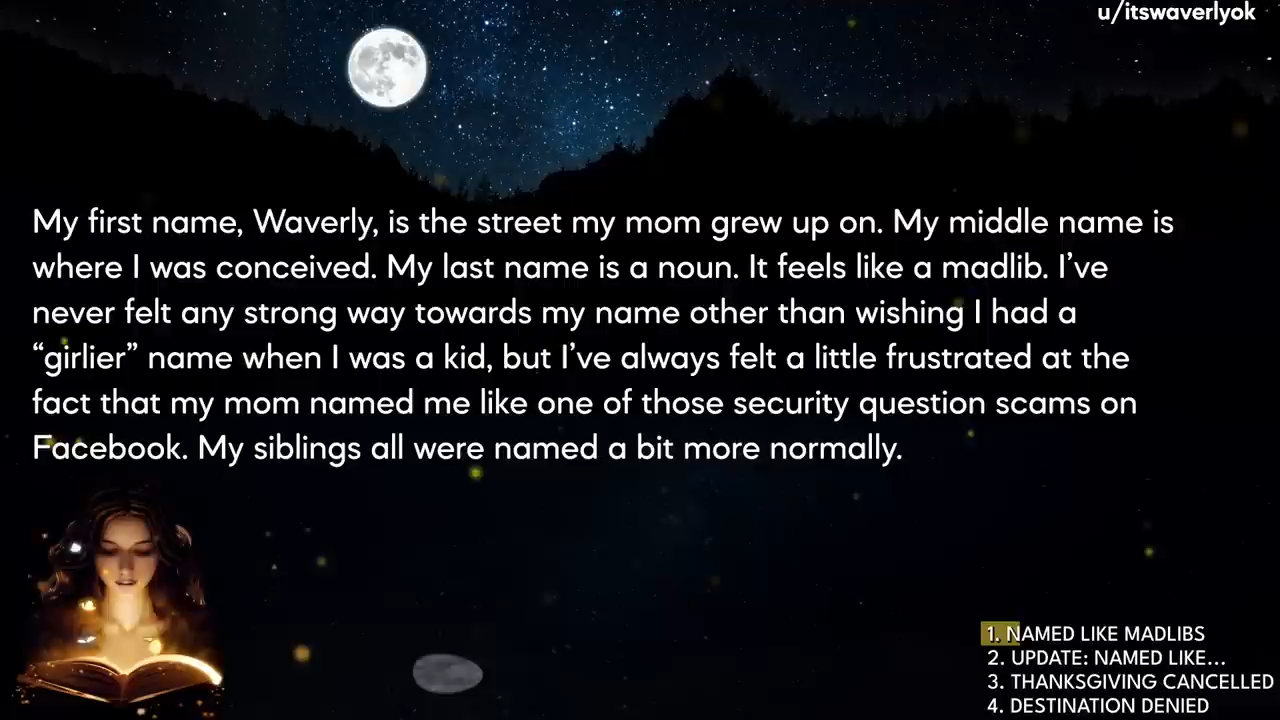 u/itswaverlyok
My first name, Waverly, is the street my mom grew up on. My middle name is
where I was conceived. My last name is a noun. It feels like a madlib. I’ve
never felt any strong way towards my name other than wishing I had a
“girlier” name when I was a kid, but I’ve always felt a little frustrated at the
fact that my mom named me like one of those security question scams on
Facebook. My siblings all were named a bit more normally.
1. NAMED LIKE MADLIBS
2. UPDATE: NAMED LIKE...
3. THANKSGIVING CANCELLED
4. DESTINATION DENIED